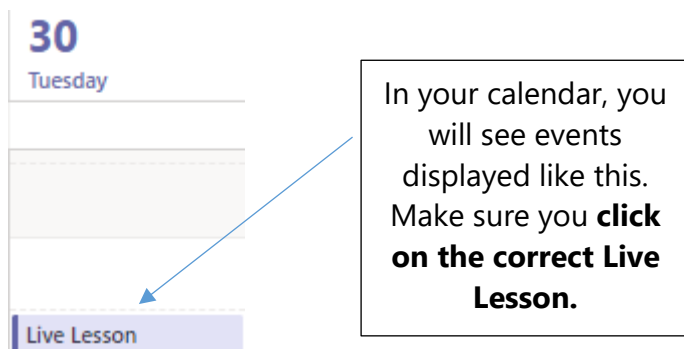 30
Tuesday
In your calendar, you
will see events
displayed like this.
Make sure you click
on the correct Live
Lesson.
Live Lesson